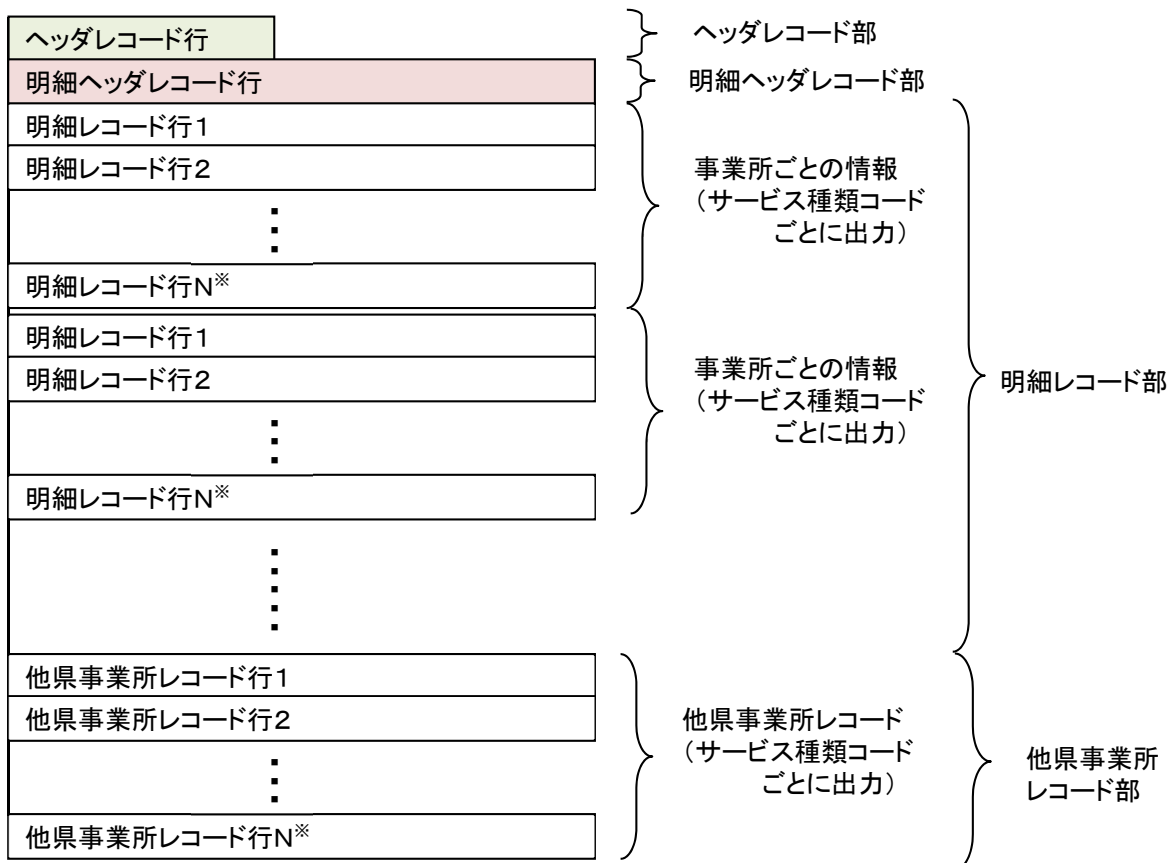 ヘッダレコード行
ヘッダレコード部
明細ヘッダレコード行
明細ヘッダレコード部
明細レコード行1
明細レコード行2
明細レコード行N※
事業所ごとの情報
（サービス種類コード
ごとに出力）
明細レコード行1
明細レコード行2
明細レコード行N※
事業所ごとの情報
（サービス種類コード
ごとに出力）
明細レコード部
他県事業所レコード行1
他県事業所レコード行2
他県事業所レコード行N※
他県事業所レコード
（サービス種類コード
ごとに出力）
他県事業所
レコード部